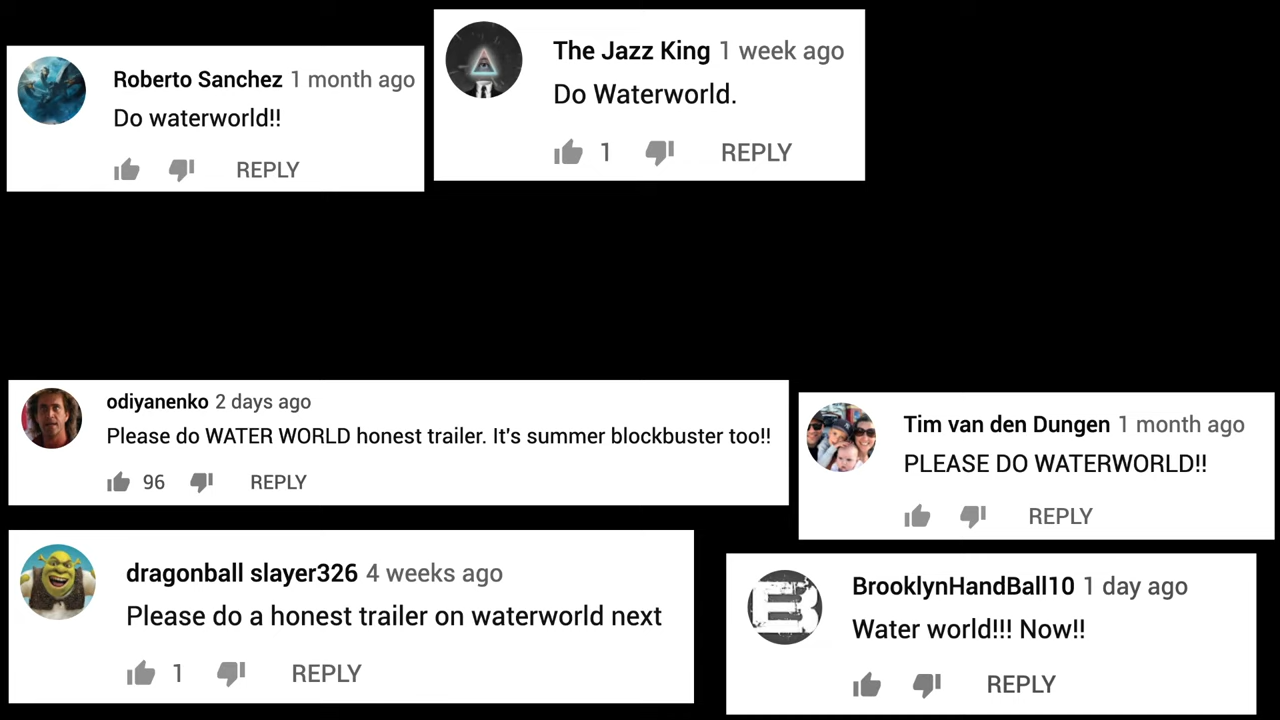 Roberto Sanchez 1 month ago
Do waterworld!!
REPLY
The Jazz King 1 week ago
Do Waterworld.
1 REPLY
odiyanenko 2 days ago
Please do WATER WORLD honest trailer. It's summer blockbuster too!!
96 REPLY
Tim van den Dungen 1 month ago
PLEASE DO WATERWORLD!!
REPLY
dragonball slayer326 4 weeks ago
Please do a honest trailer on waterworld next
1 REPLY
BrooklynHandBall10 1 day ago
Water world!!! Now!!
REPLY